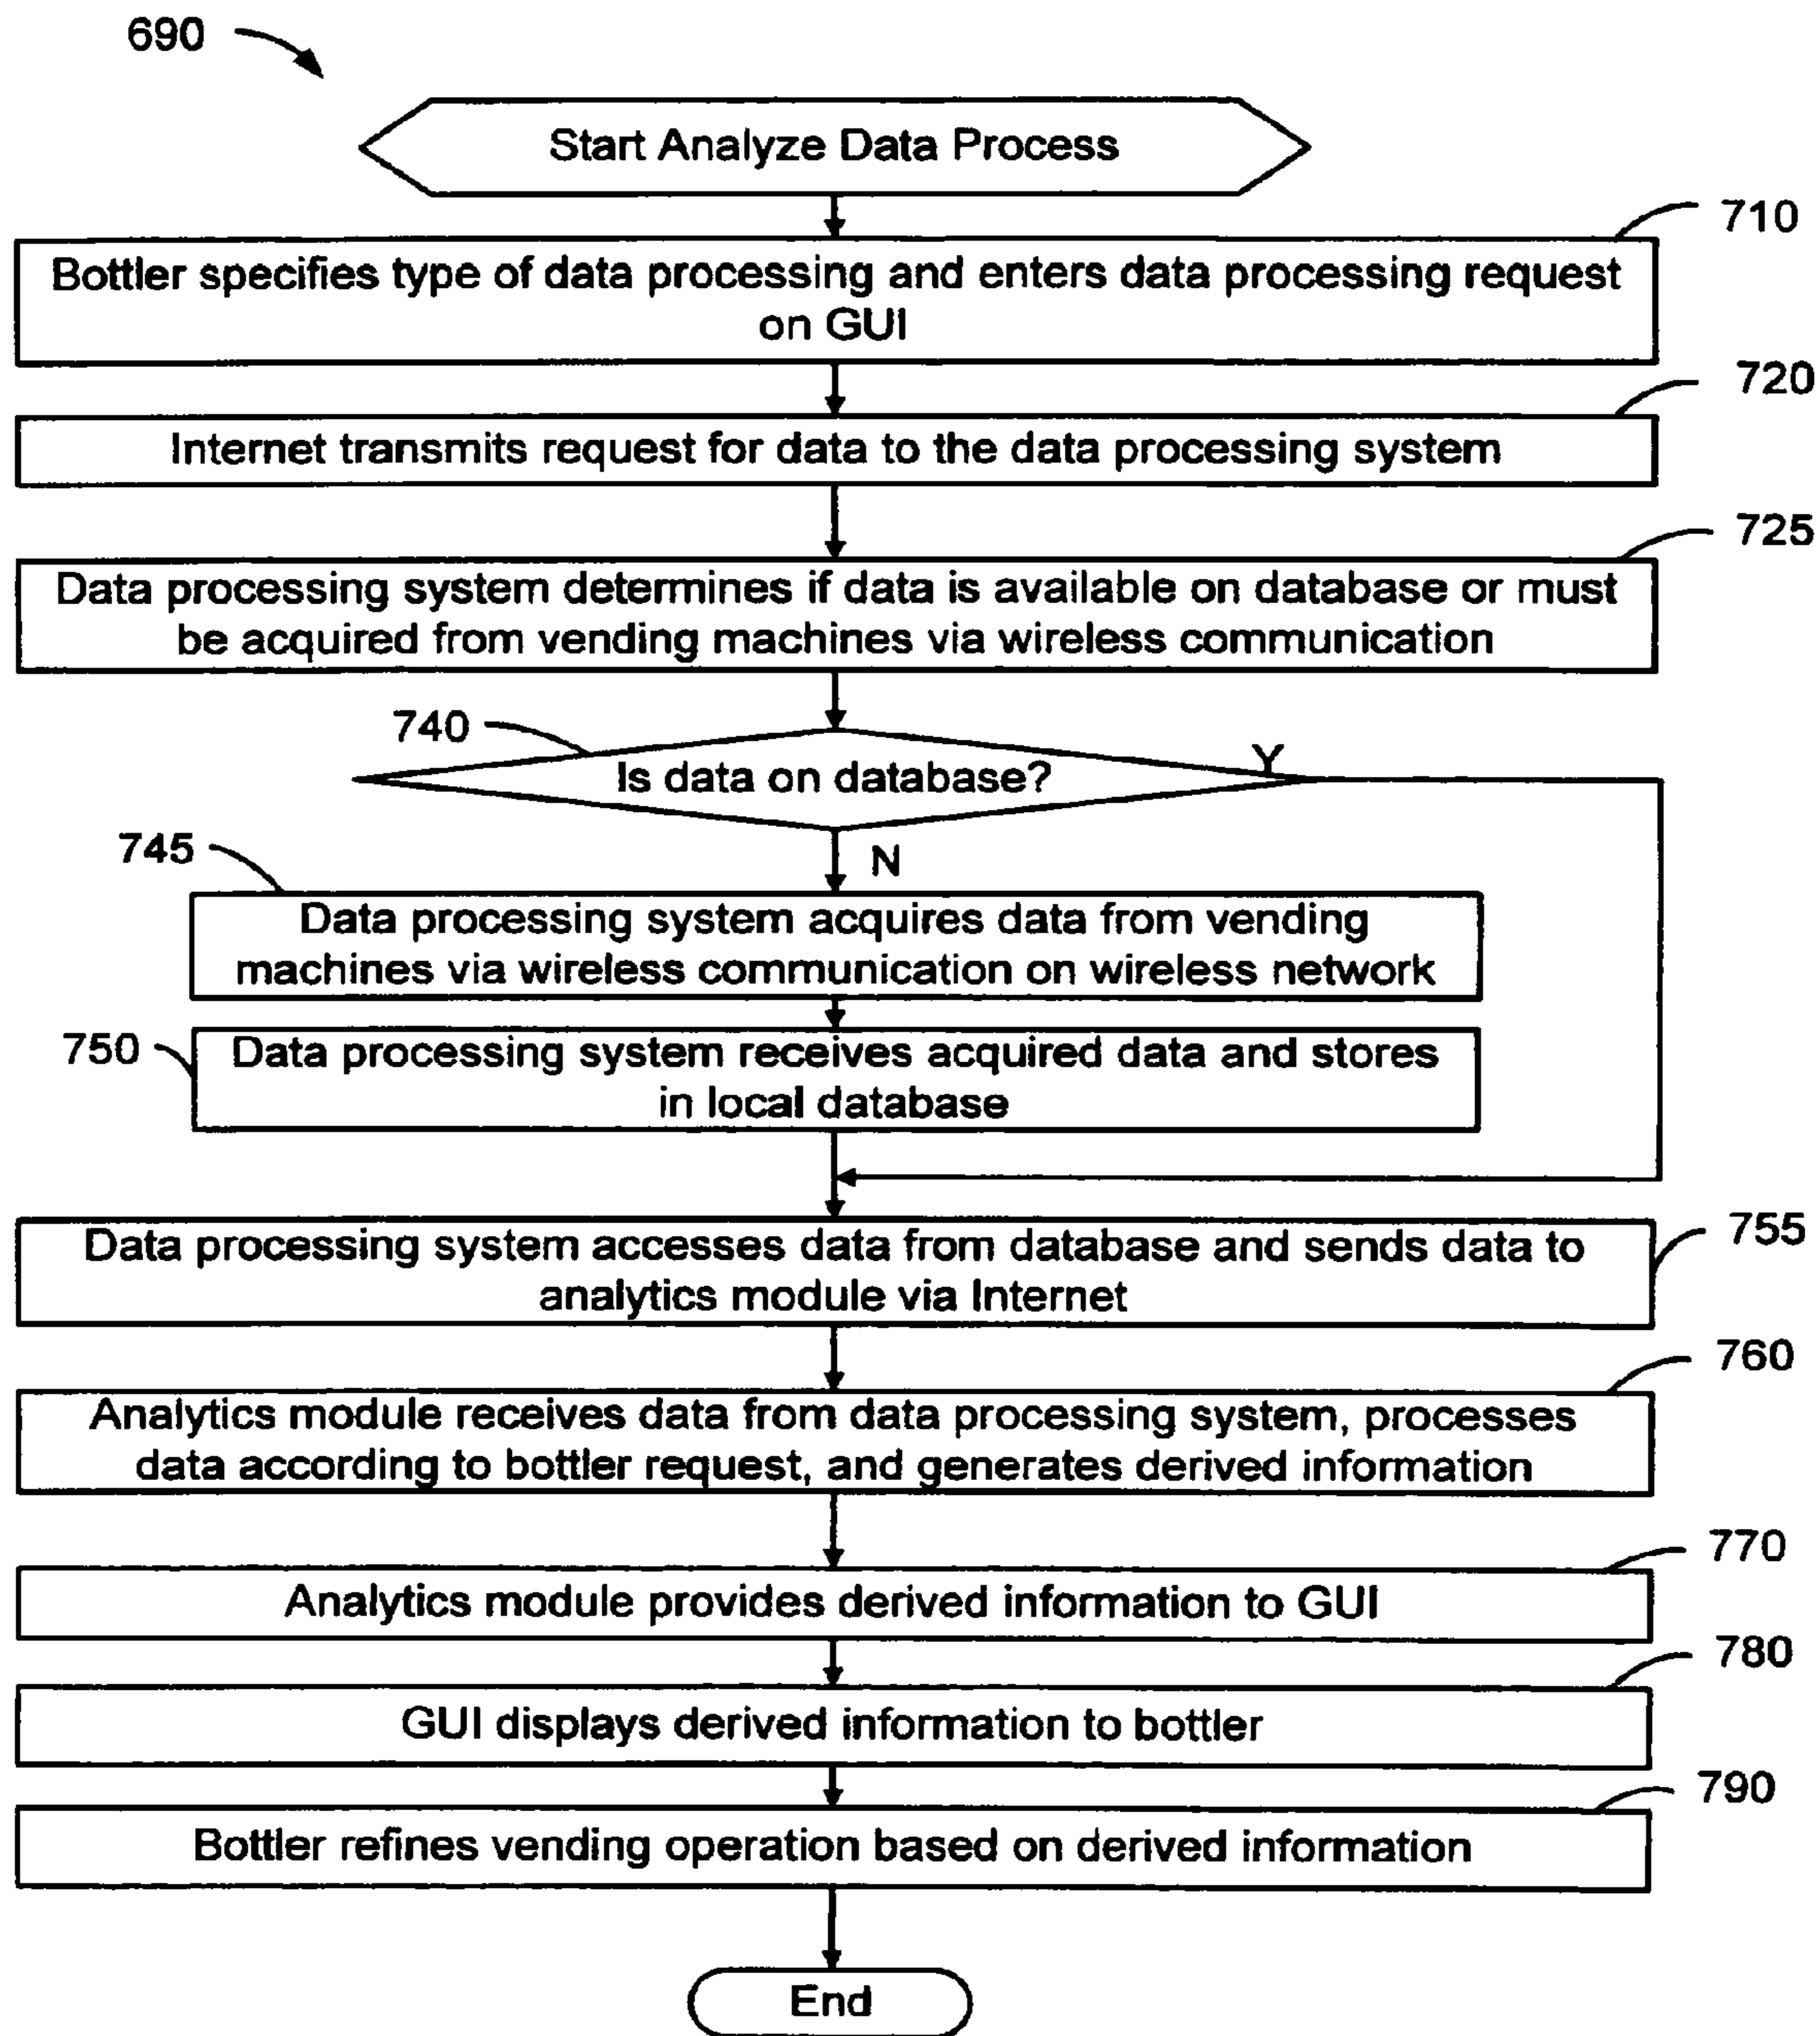 690
Start Analyze Data Process
710
Bottler specifies type of data processing and enters data processing request
on GUI
720
Internet transmits request for data to the data processing system
725
Data processing system determines if data is available on database or must
be acquired from vending machines via wireless communication
740
Is data on database?
Y
N
745
Data processing system acquires data from vending
machines via wireless communication on wireless network
750
Data processing system receives acquired data and stores
in local database
755
Data processing system accesses data from database and sends data to
analytics module via Internet
760
Analytics module receives data from data processing system, processes
data according to bottler request, and generates derived information
770
Analytics module provides derived information to GUI
780
GUI displays derived information to bottler
790
Bottler refines vending operation based on derived information
End